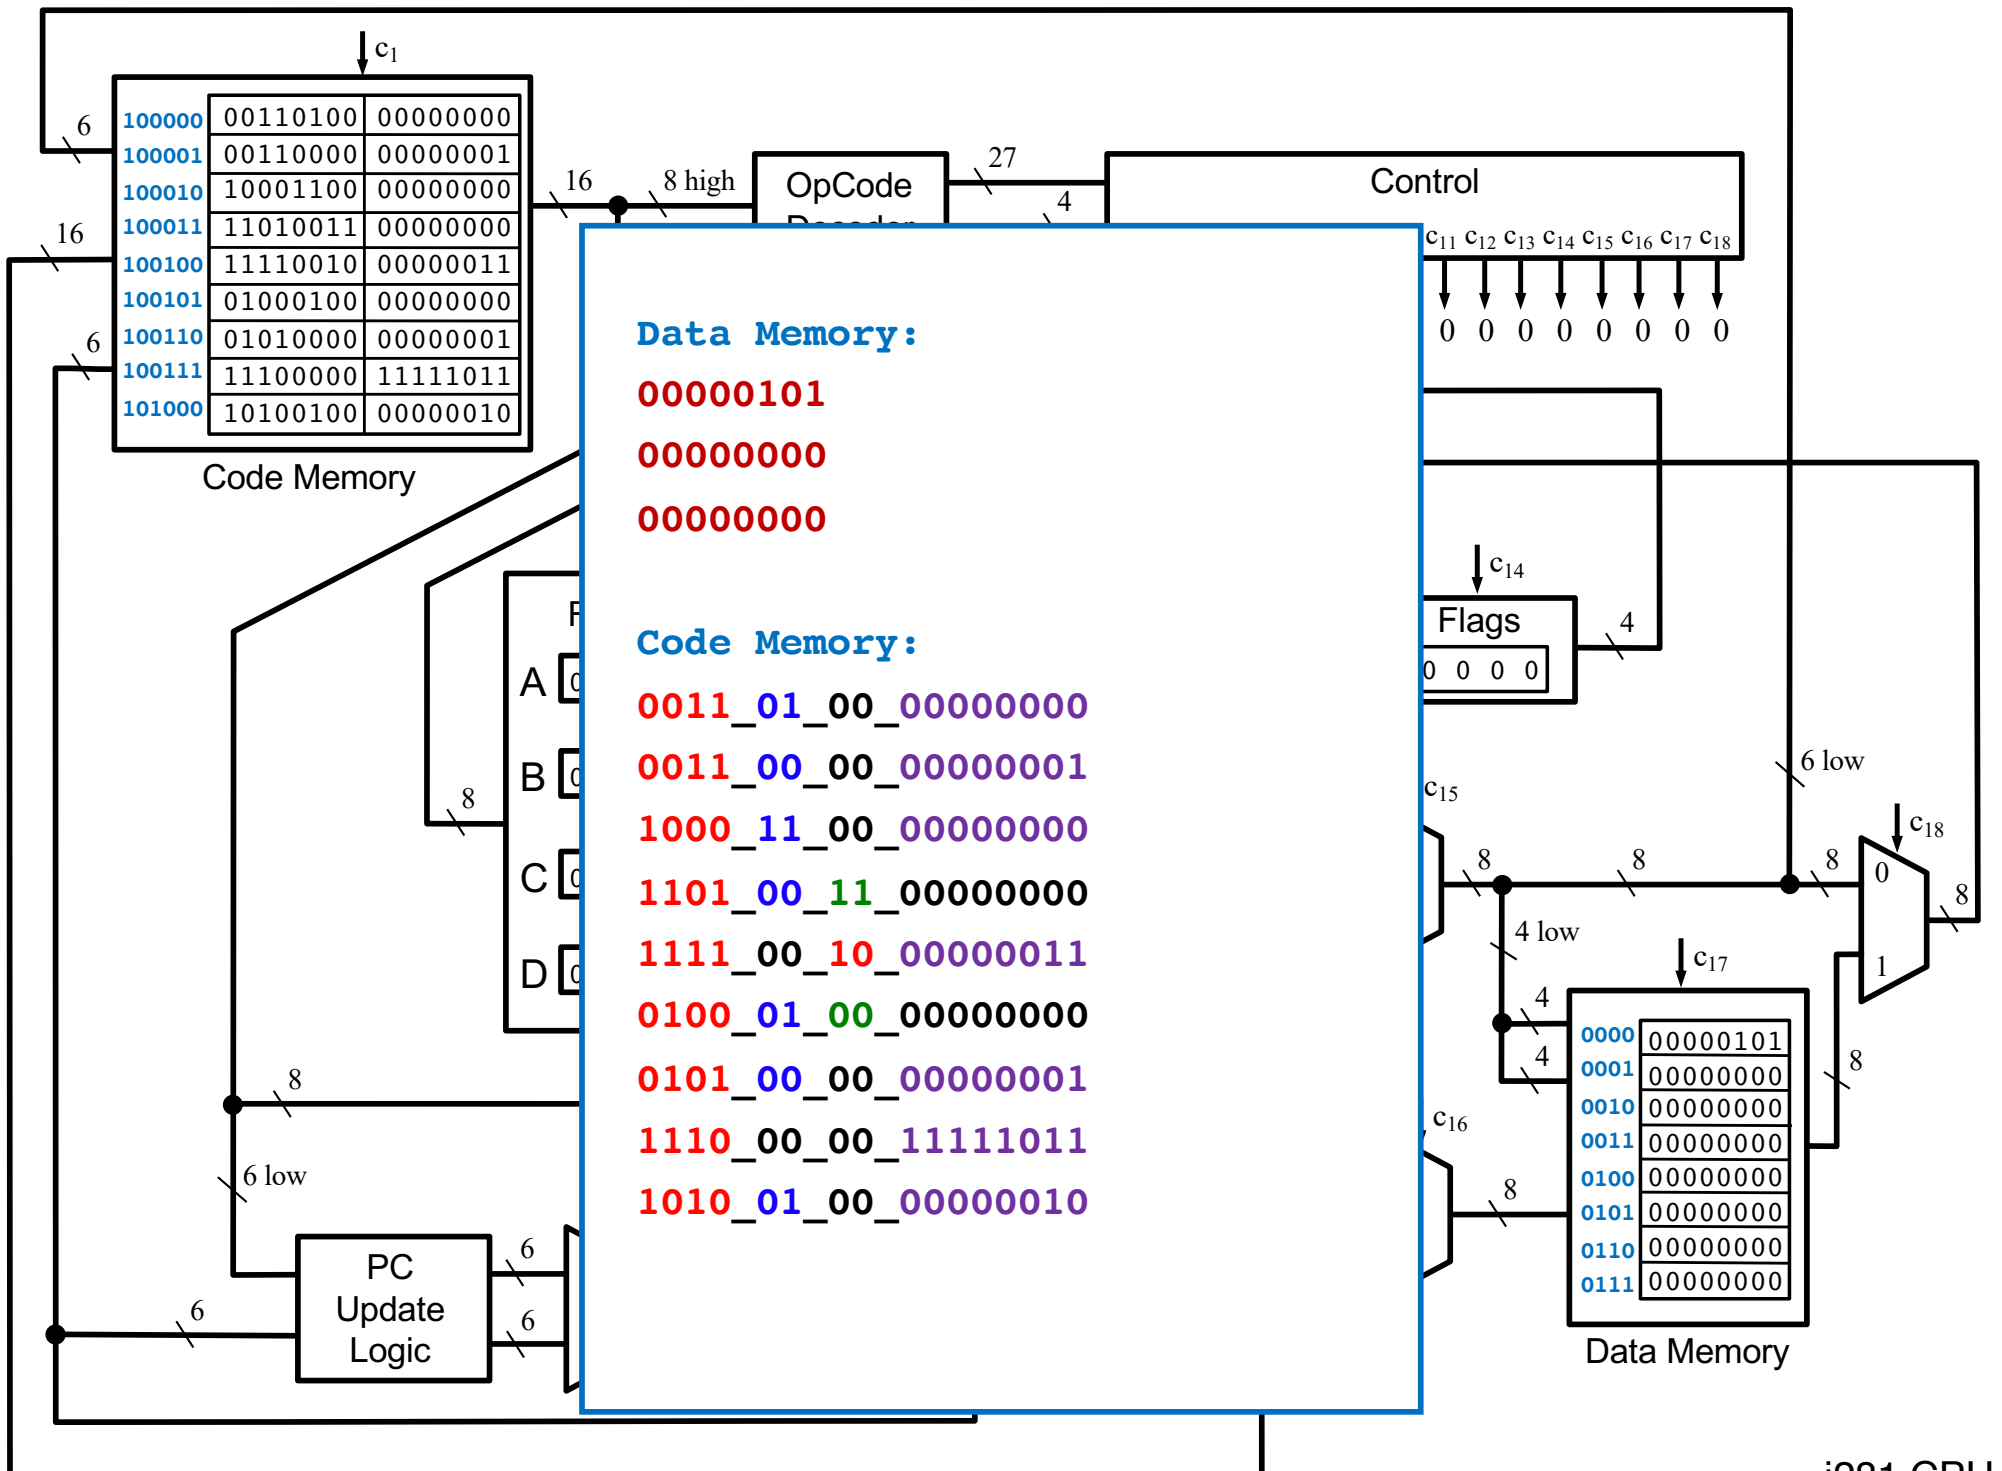 c1
6
16
6
100000 00110100 00000000
100001 00110000 00000001
100010 10001100 00000000
100011 11010011 00000000
100100 11110010 00000011
100101 01000100 00000000
100110 01010000 00000001
100111 11100000 11111011
101000 10100100 00000010
Code Memory
16
8 high
OpCode
27
4
Control
c11 c12 c13 c14 c15 c16 c17 c18
0 0 0 0 0 0 0 0
Data Memory:
00000101
00000000
00000000
Code Memory:
0011_01_00_00000000
0011_00_00_00000001
1000_11_00_00000000
1101_00_11_00000000
1111_00_10_00000011
0100_01_00_00000000
0101_00_00_00000001
1110_00_00_11111011
1010_01_00_00000010
A
B
C
D
8
8
6 low
PC
Update
Logic
6
6
6
c14
Flags
0 0 0 0
4
c15
6 low
c18
8
8
8
0
1
8
4 low
c17
4
4
8
c16
8
0000 00000101
0001 00000000
0010 00000000
0011 00000000
0100 00000000
0101 00000000
0110 00000000
0111 00000000
Data Memory